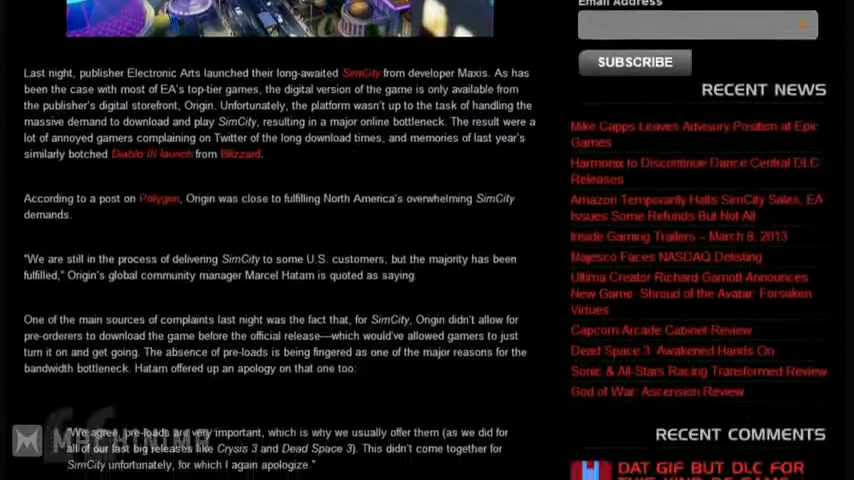 Email Address
SUBSCRIBE
Last night, publisher Electronic Arts launched their long-awaited SimCity from developer Maxis. As has
been the case with most of EA's top-tier games, the digital version of the game is only available from
the publisher's digital storefront, Origin. Unfortunately, the platform wasn't up to the task of handling the
massive demand to download and play SimCity, resulting in a major online bottleneck. The result were a
lot of annoyed gamers complaining on Twitter of the long download times, and memories of last year's
similarly botched Diablo III launch from Blizzard.
According to a post on Polygon, Origin was close to fulfilling North America's overwhelming SimCity
demands.
"We are still in the process of delivering SimCity to some U.S. customers, but the majority has been
fulfilled," Origin's global community manager Marcel Hatam is quoted as saying.
One of the main sources of complaints last night was the fact that, for SimCity, Origin didn't allow for
pre-orderers to download the game before the official release—which would've allowed gamers to just
turn it on and get going. The absence of pre-loads is being fingered as one of the major reasons for the
bandwidth bottleneck. Hatam offered up an apology on that one too:
"We agree, pre-loads are very important, which is why we usually offer them (as we did for
all of our last big releases like Crysis 3 and Dead Space 3). This didn't come together for
SimCity unfortunately, for which I again apologize."
MACHINIMA
RECENT NEWS
Mike Capps Leaves Advisory Position at Epic
Games
Harmonix to Discontinue Dance Central DLC
Releases
Amazon Temporarily Halts SimCity Sales, EA
Issues Some Refunds But Not All
Inside Gaming Trailers – March 8, 2013
Majesco Faces NASDAQ Delisting
Ultima Creator Richard Garriott Announces
New Game: Shroud of the Avatar: Forsaken
Virtues
Capcom Arcade Cabinet Review
Dead Space 3: Awakened Hands On
Sonic & All-Stars Racing Transformed Review
God of War: Ascension Review
RECENT COMMENTS
DAT GIF BUT DLC FOR
THIS KIND OF GAME